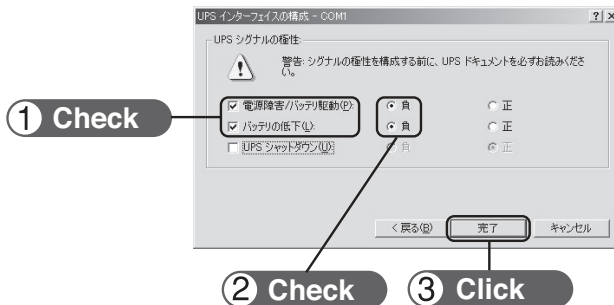 UPS インターフェイスの構成 - COM1
UPS シグナルの極性:
警告: シグナルの極性を構成する前に、UPS ドキュメントを必ずお読みくださ
い。
電源障害/バッテリ駆動(P): 負 正
バッテリの低下(L): 負 正
UPS シャットダウン(U): 負 正
① Check
< 戻る(B) 完了 キャンセル
② Check ③ Click